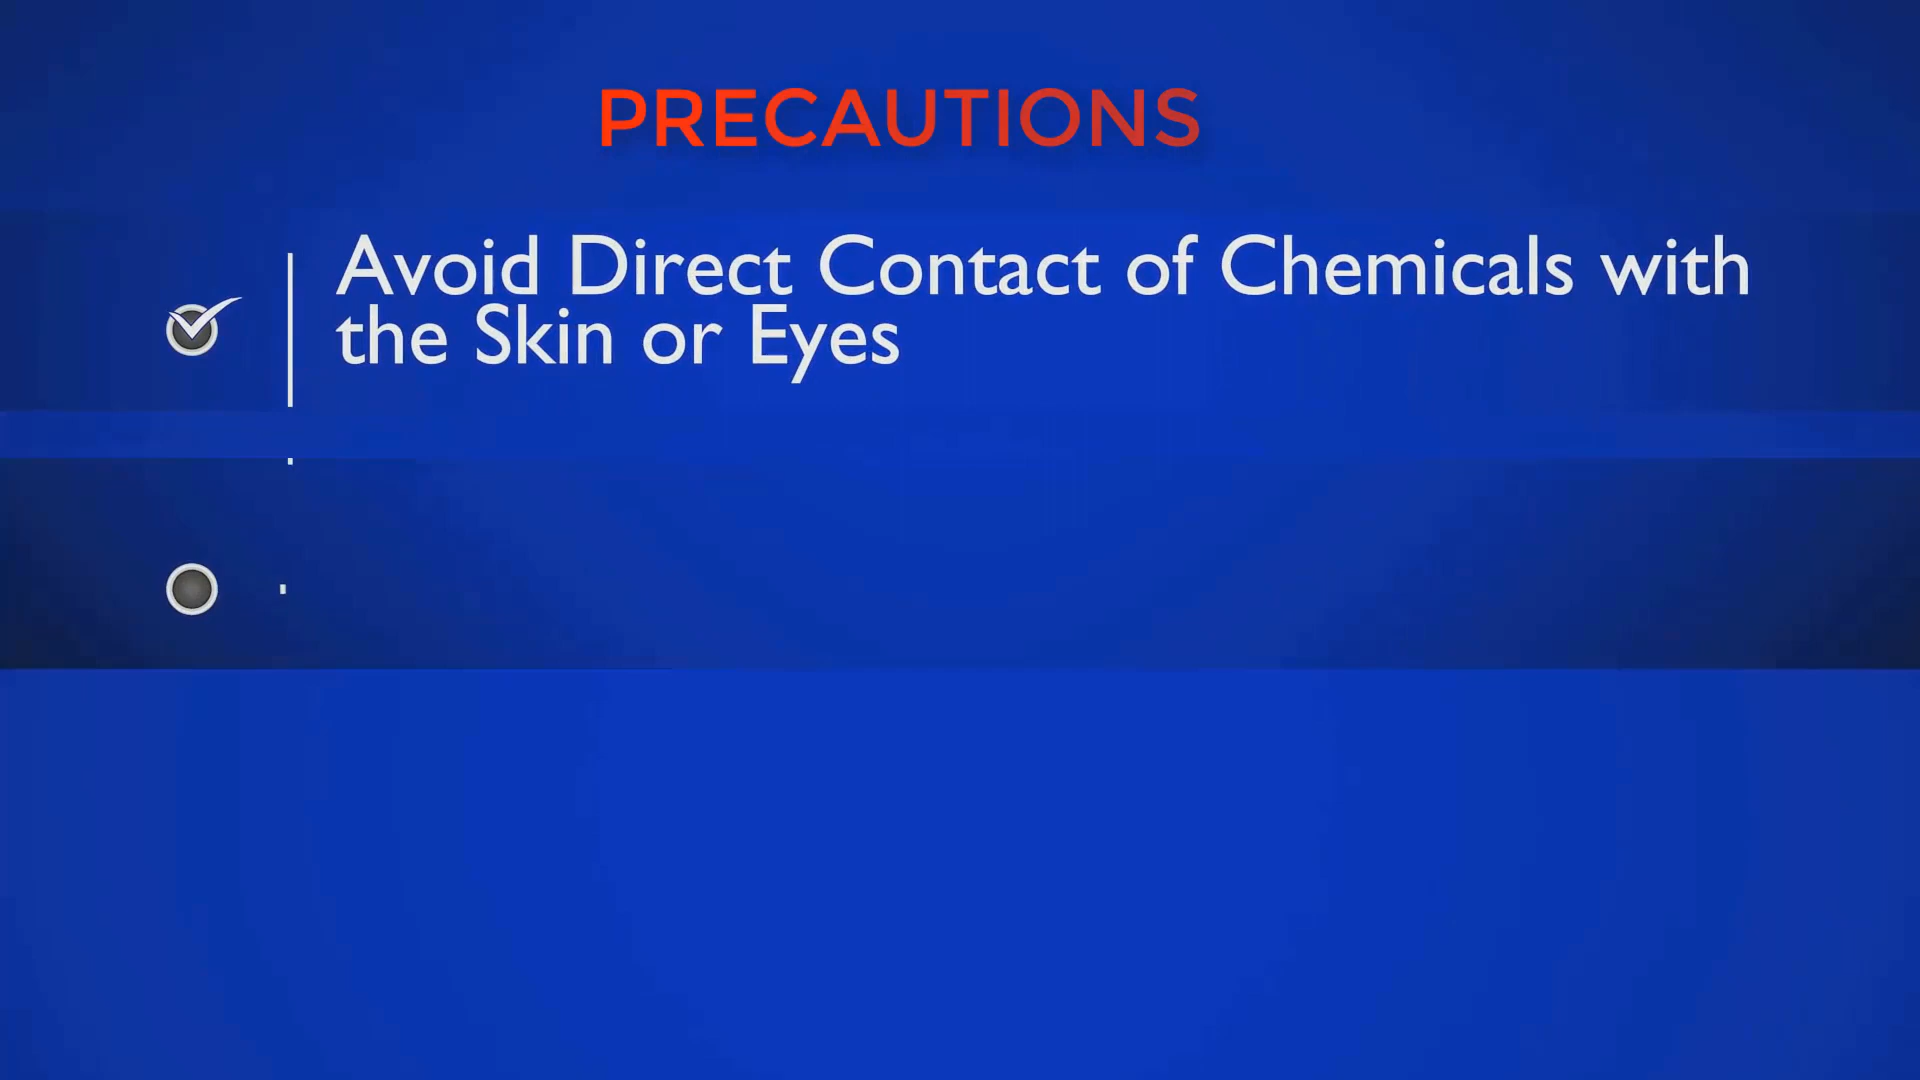 PRECAUTIONS
Avoid Direct Contact of Chemicals with
the Skin or Eyes